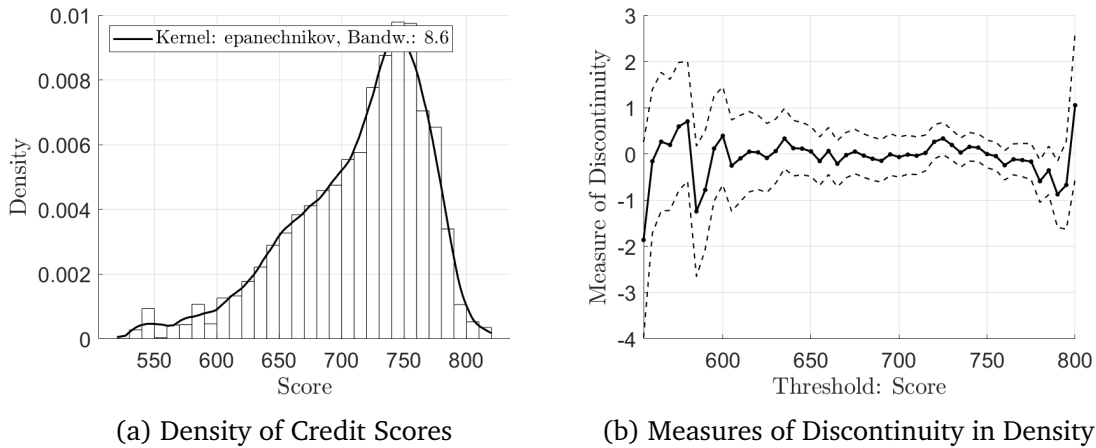 0.01
0.008
0.006
0.004
0.002
0
Density
Kernel: epanechnikov, Bandw.: 8.6
550 600 650 700 750 800
Score
(a) Density of Credit Scores
3
2
1
0
-1
-2
-3
-4
Measure of Discontinuity
600 650 700 750 800
Threshold: Score
(b) Measures of Discontinuity in Density